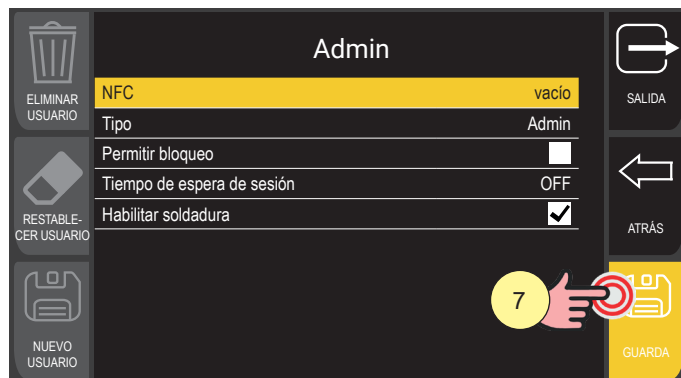 Admin
ELIMINAR
USUARIO
RESTABLE-
CER USUARIO
NUEVO
USUARIO
NFC vacío
Tipo Admin
Permitir bloqueo
Tiempo de espera de sesión OFF
Habilitar soldadura
7
SALIDA
ATRÁS
GUARDA